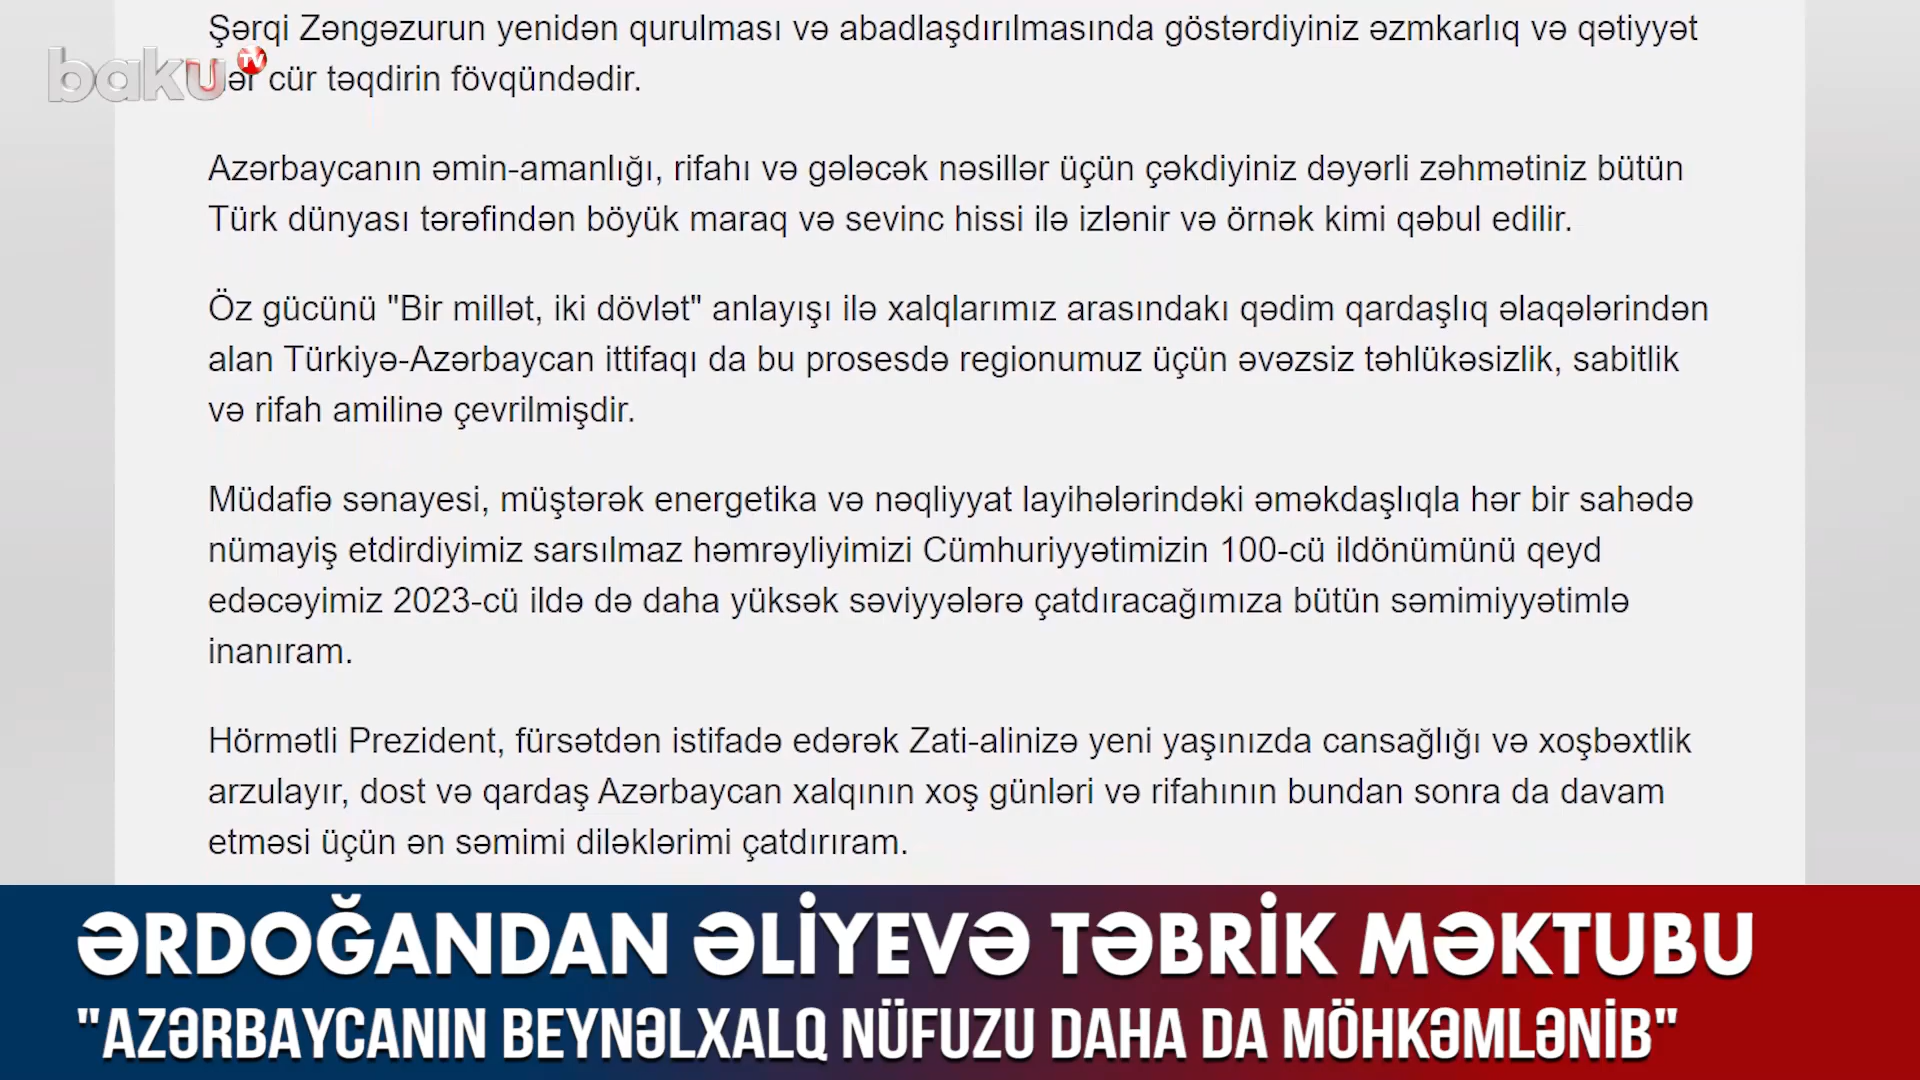 Şərqi Zəngəzurun yenidən qurulması və abadlaşdırılmasında göstərdiyiniz əzmkarlıq və qətiyyət
baku TV
cür təqdirin fövqündədir.
Azərbaycanın əmin-amanlığı, rifahı və gələcək nəsillər üçün çəkdiyiniz dəyərli zəhmətiniz bütün
Türk dünyası tərəfindən böyük maraq və sevinc hissi ilə izlənir və örnək kimi qəbul edilir.
Öz gücünü "Bir millət, iki dövlət" anlayışı ilə xalqlarımız arasındakı qədim qardaşlıq əlaqələrindən
alan Türkiyə-Azərbaycan ittifaqı da bu prosesdə regionumuz üçün əvəzsiz təhlükəsizlik, sabitlik
və rifah amilinə çevrilmişdir.
Müdafiə sənayesi, müştərək energetika və nəqliyyat layihələrindəki əməkdaşlıqla hər bir sahədə
nümayiş etdirdiyimiz sarsılmaz həmrəyliyimizi Cümhuriyyətimizin 100-cü ildönümünü qeyd
edəcəyimiz 2023-cü ildə də daha yüksək səviyyələrə çatdıracağımıza bütün səmimiyyətimlə
inanıram.
Hörmətli Prezident, fürsətdən istifadə edərək Zati-alinizə yeni yaşınızda cansağlığı və xoşbəxtlik
arzulayır, dost və qardaş Azərbaycan xalqının xoş günləri və rifahının bundan sonra da davam
etməsi üçün ən səmimi diləklərimi çatdırıram.
ƏRDOĞANDAN ƏLİYEVƏ TƏBRİK MƏKTUBU
"AZƏRBAYCANIN BEYNƏLXALQ NÜFUZU DAHA DA MÖHKƏMLƏNİB"